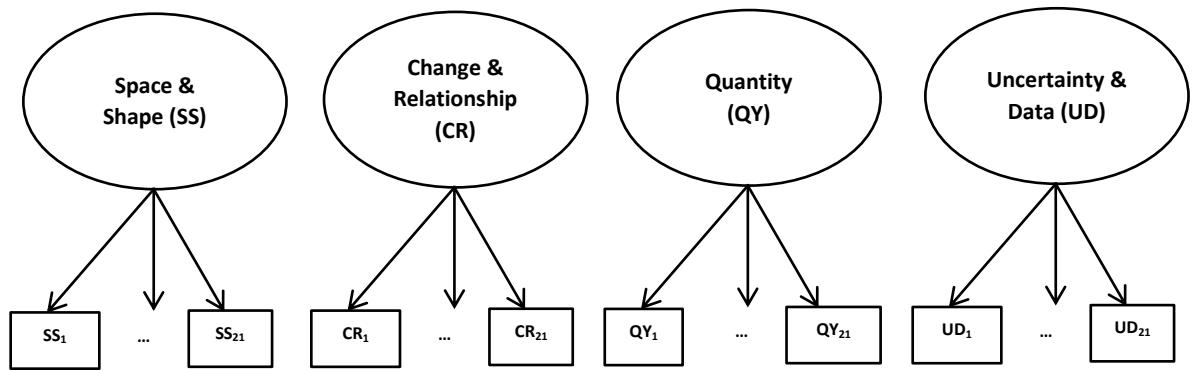 Space &
Shape (SS)
Change &
Relationship
(CR)
Quantity
(QY)
Uncertainty &
Data (UD)
SS₁ ... SS₂₁ CR₁ ... CR₂₁ QY₁ ... QY₂₁ UD₁ ... UD₂₁